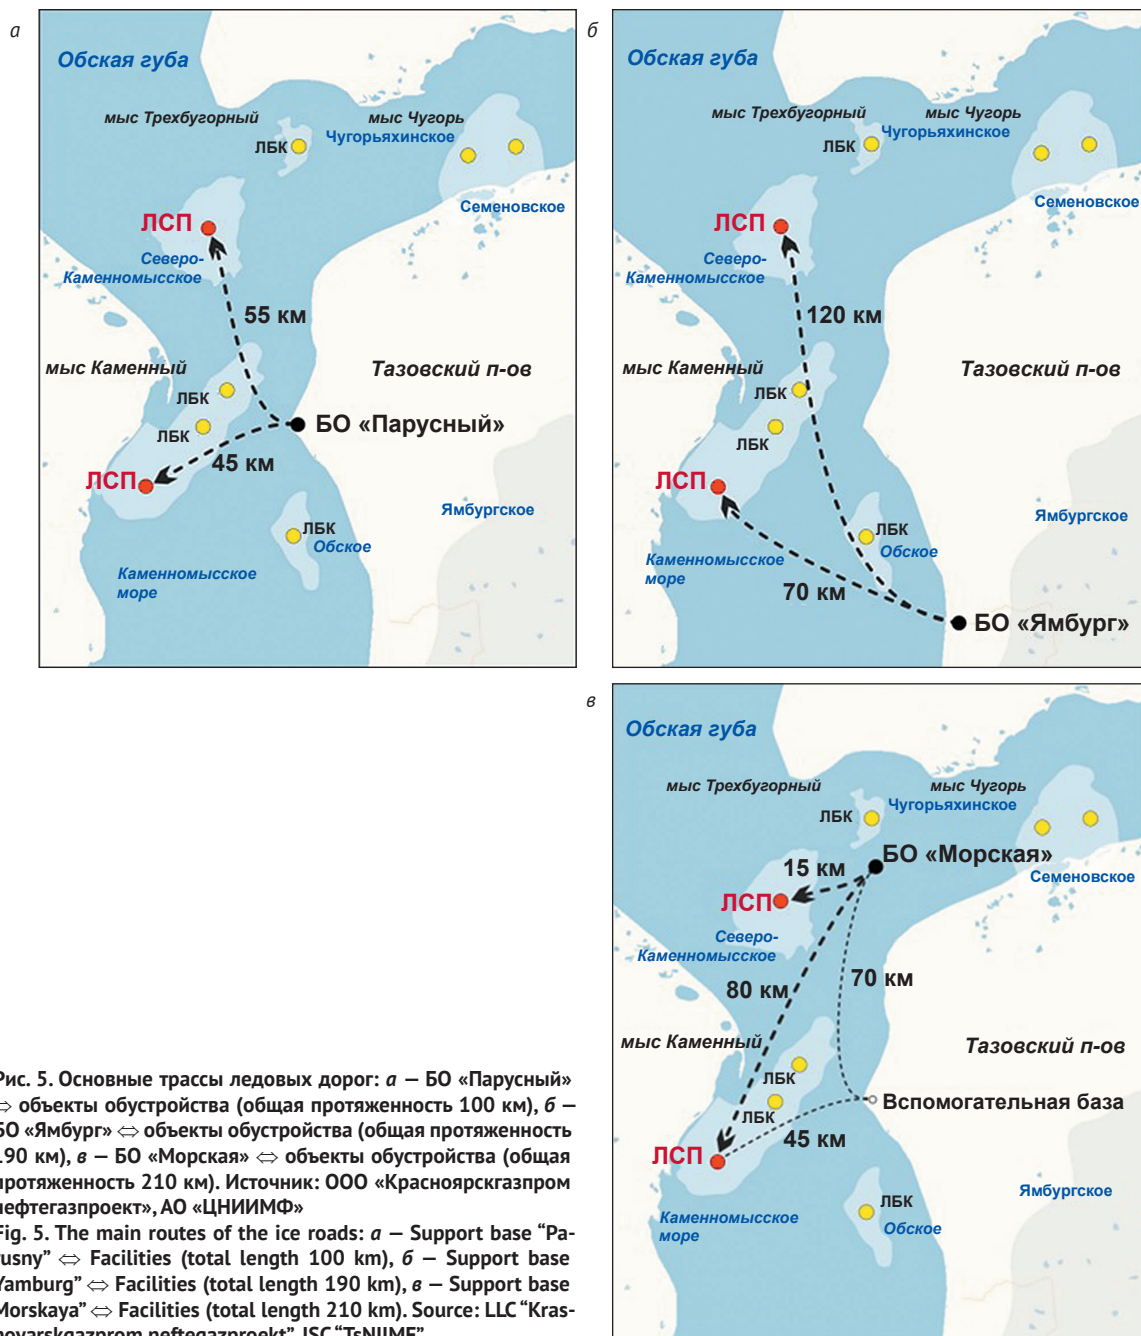 а
Обская губа
мыс Трехбугорный
мыс Чугорь
Чугорьяхинское
ЛБК
Семеновское
ЛСП
Северо-
Каменномысское
55 км
мыс Каменный
Тазовский п-ов
ЛБК
ЛБК
БО «Парусный»
45 км
ЛСП
Ямбургское
ЛБК
Обское
Каменномысское
море
б
Обская губа
мыс Трехбугорный
мыс Чугорь
Чугорьяхинское
ЛБК
Семеновское
ЛСП
Северо-
Каменномысское
120 км
мыс Каменный
Тазовский п-ов
ЛБК
ЛБК
ЛСП
Ямбургское
ЛБК
Обское
Каменномысское
море
70 км
БО «Ямбург»
в
Обская губа
мыс Трехбугорный
мыс Чугорь
Чугорьяхинское
ЛБК
БО «Морская»
15 км
Семеновское
ЛСП
Северо-
Каменномысское
70 км
80 км
мыс Каменный
Тазовский п-ов
ЛБК
ЛБК
Вспомогательная база
45 км
ЛСП
Ямбургское
ЛБК
Обское
Каменномысское
море
Рис. 5. Основные трассы ледовых дорог: а — БО «Парусный»
⇔ объекты обустройства (общая протяженность 100 км), б —
БО «Ямбург» ⇔ объекты обустройства (общая протяженность
190 км), в — БО «Морская» ⇔ объекты обустройства (общая
протяженность 210 км). Источник: ООО «Красноярскгазпром
нефтегазпроект», АО «ЦНИИМФ»
Fig. 5. The main routes of the ice roads: а — Support base “Pa-
rusny” ⇔ Facilities (total length 100 km), б — Support base
Yamburg” ⇔ Facilities (total length 190 km), в — Support base
Morskaya” ⇔ Facilities (total length 210 km). Source: LLC “Kras-
noyarskgazprom neftegazproekt”, JSC “TsNIIMF”